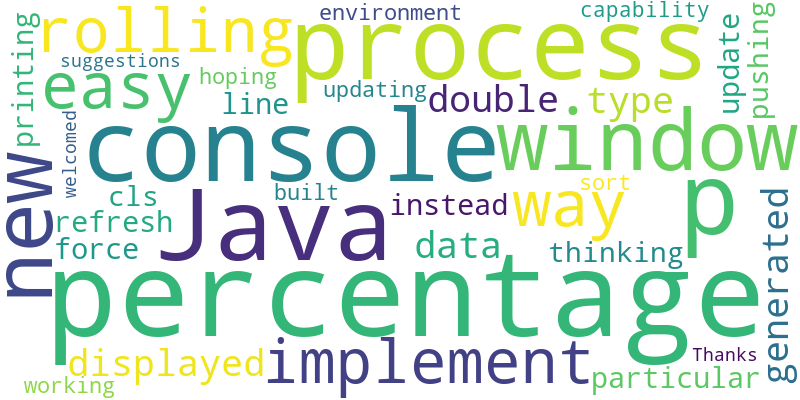 environment
capability
rolling
process
suggestions
easy
hoping
printing
line
updating
double
type
update
pushing
welcomed
console
window
new
cls
built
instead
way
sort
p
refresh
force
Java
data
thinking
generated
percentage
displayed
implement
Thanks
working
particular